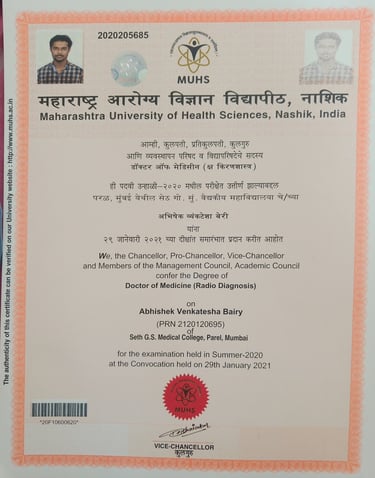 2020205685
MUHS
महाराष्ट्र आरोग्य विज्ञान विद्यापीठ, नाशिक
Maharashtra University of Health Sciences, Nashik, India
आम्ही, कुलपती, प्रतिकुलपती, कुलगुरु
आणि व्यवस्थापन परिषद व विद्यापरिषदेचे सदस्य
डॉक्टर ऑफ मेडिसीन (क्ष किरणशास्त्र)
ही पदवी उन्हाळी-२०२० मधील परीक्षेत उत्तीर्ण झाल्याबद्दल
परळ, मुंबई येथील सेठ गो. सुं. वैद्यकीय महाविद्यालया चे/च्या
अभिषेक व्यंकटेशा बेरी
यांना
२९ जानेवारी २०२१ च्या दीक्षांत समारंभात प्रदान करीत आहोत
We, the Chancellor, Pro-Chancellor, Vice-Chancellor
and Members of the Management Council, Academic Council
confer the Degree of
Doctor of Medicine (Radio Diagnosis)
on
Abhishek Venkatesha Bairy
(PRN 2120120695)
of
Seth G.S. Medical College, Parel, Mumbai
for the examination held in Summer-2020
at the Convocation held on 29th January 2021
MUHS
*20F10600620*
VICE-CHANCELLOR
कुलगुरु
The authenticity of this certificate can be verified on our University website : http://www.muhs.ac.in